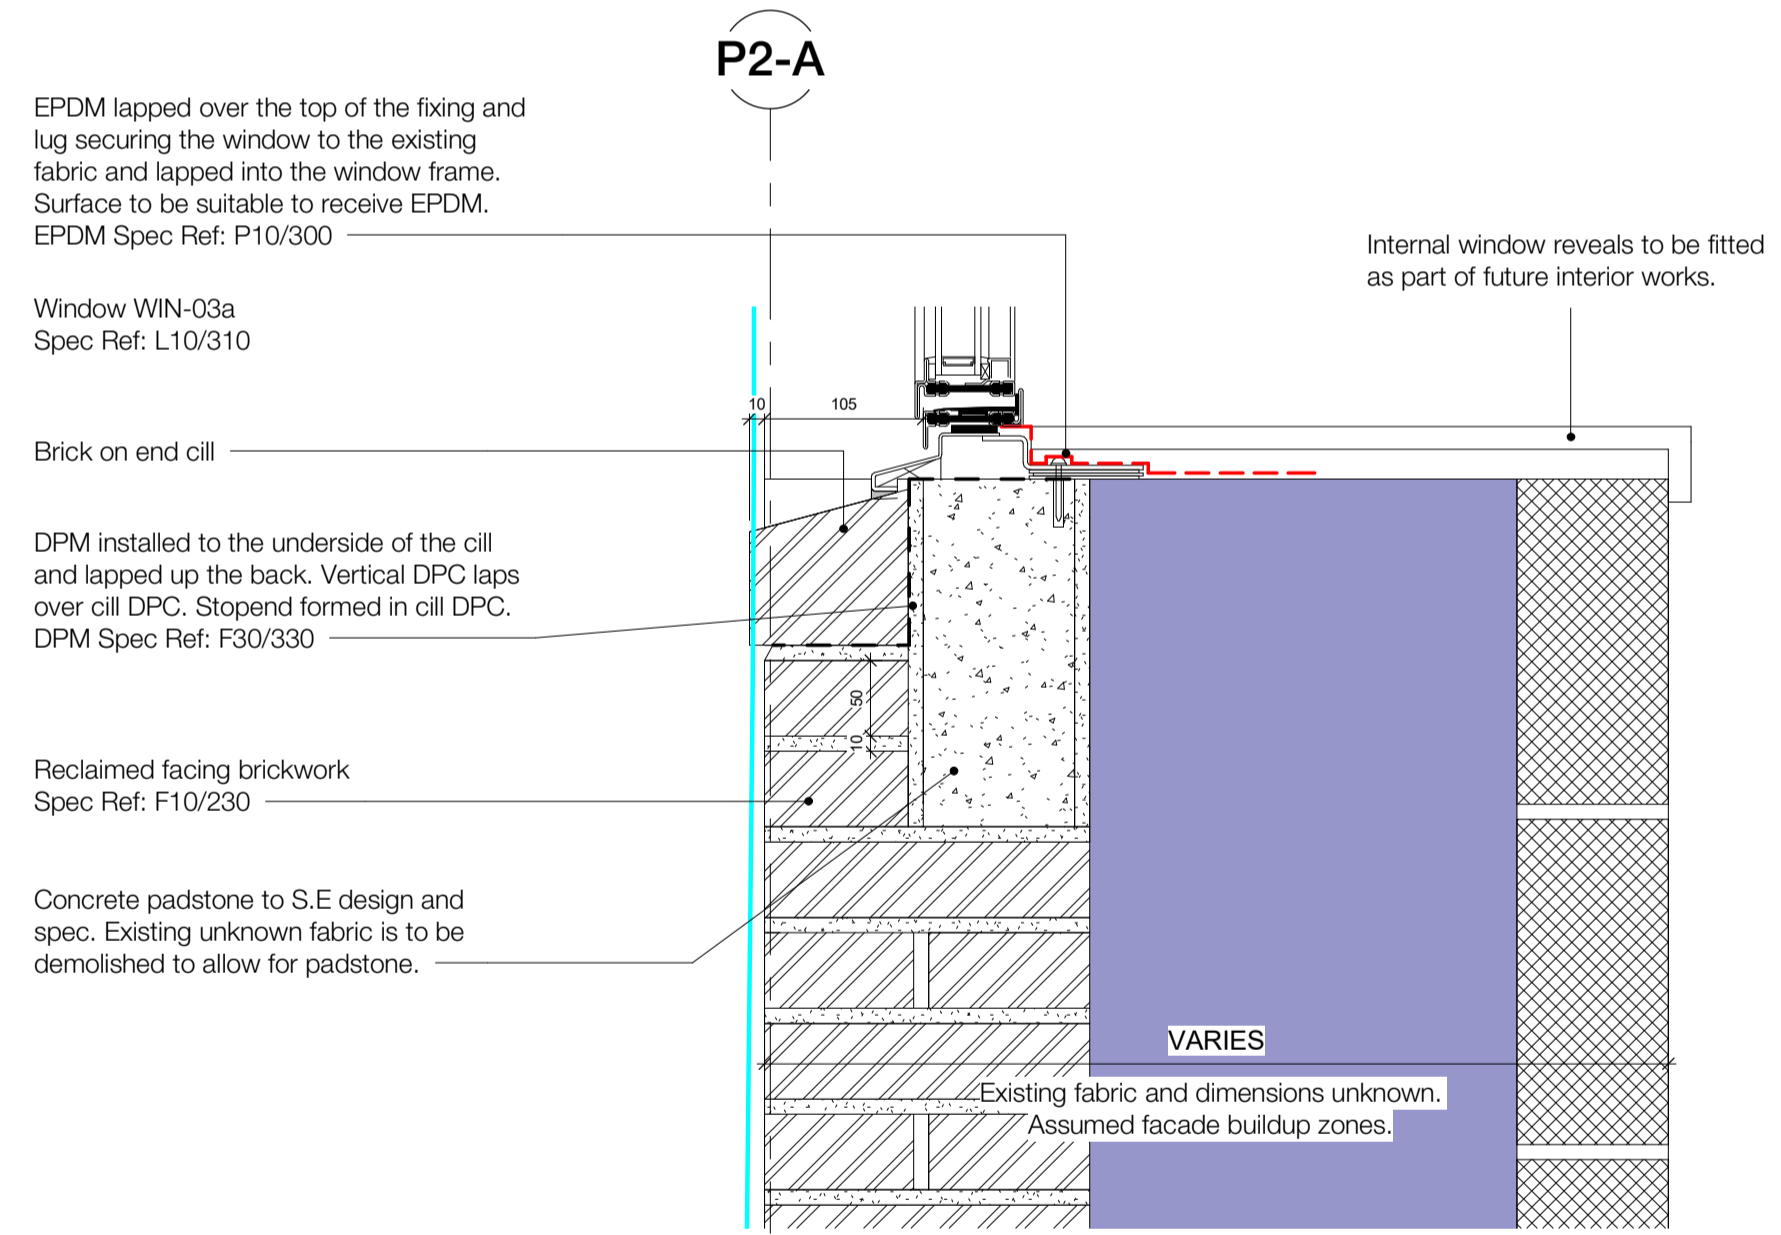 P2-A
EPDM lapped over the top of the fixing and
lug securing the window to the existing
fabric and lapped into the window frame.
Surface to be suitable to receive EPDM.
EPDM Spec Ref: P10/300
Internal window reveals to be fitted
as part of future interior works.
Window WIN-03a
Spec Ref: L10/310
10
105
Brick on end cill
DPM installed to the underside of the cill
and lapped up the back. Vertical DPC laps
over cill DPC. Stopend formed in cill DPC.
DPM Spec Ref: F30/330
50
10
Reclaimed facing brickwork
Spec Ref: F10/230
Concrete padstone to S.E design and
spec. Existing unknown fabric is to be
demolished to allow for padstone.
VARIES
Existing fabric and dimensions unknown.
Assumed facade buildup zones.